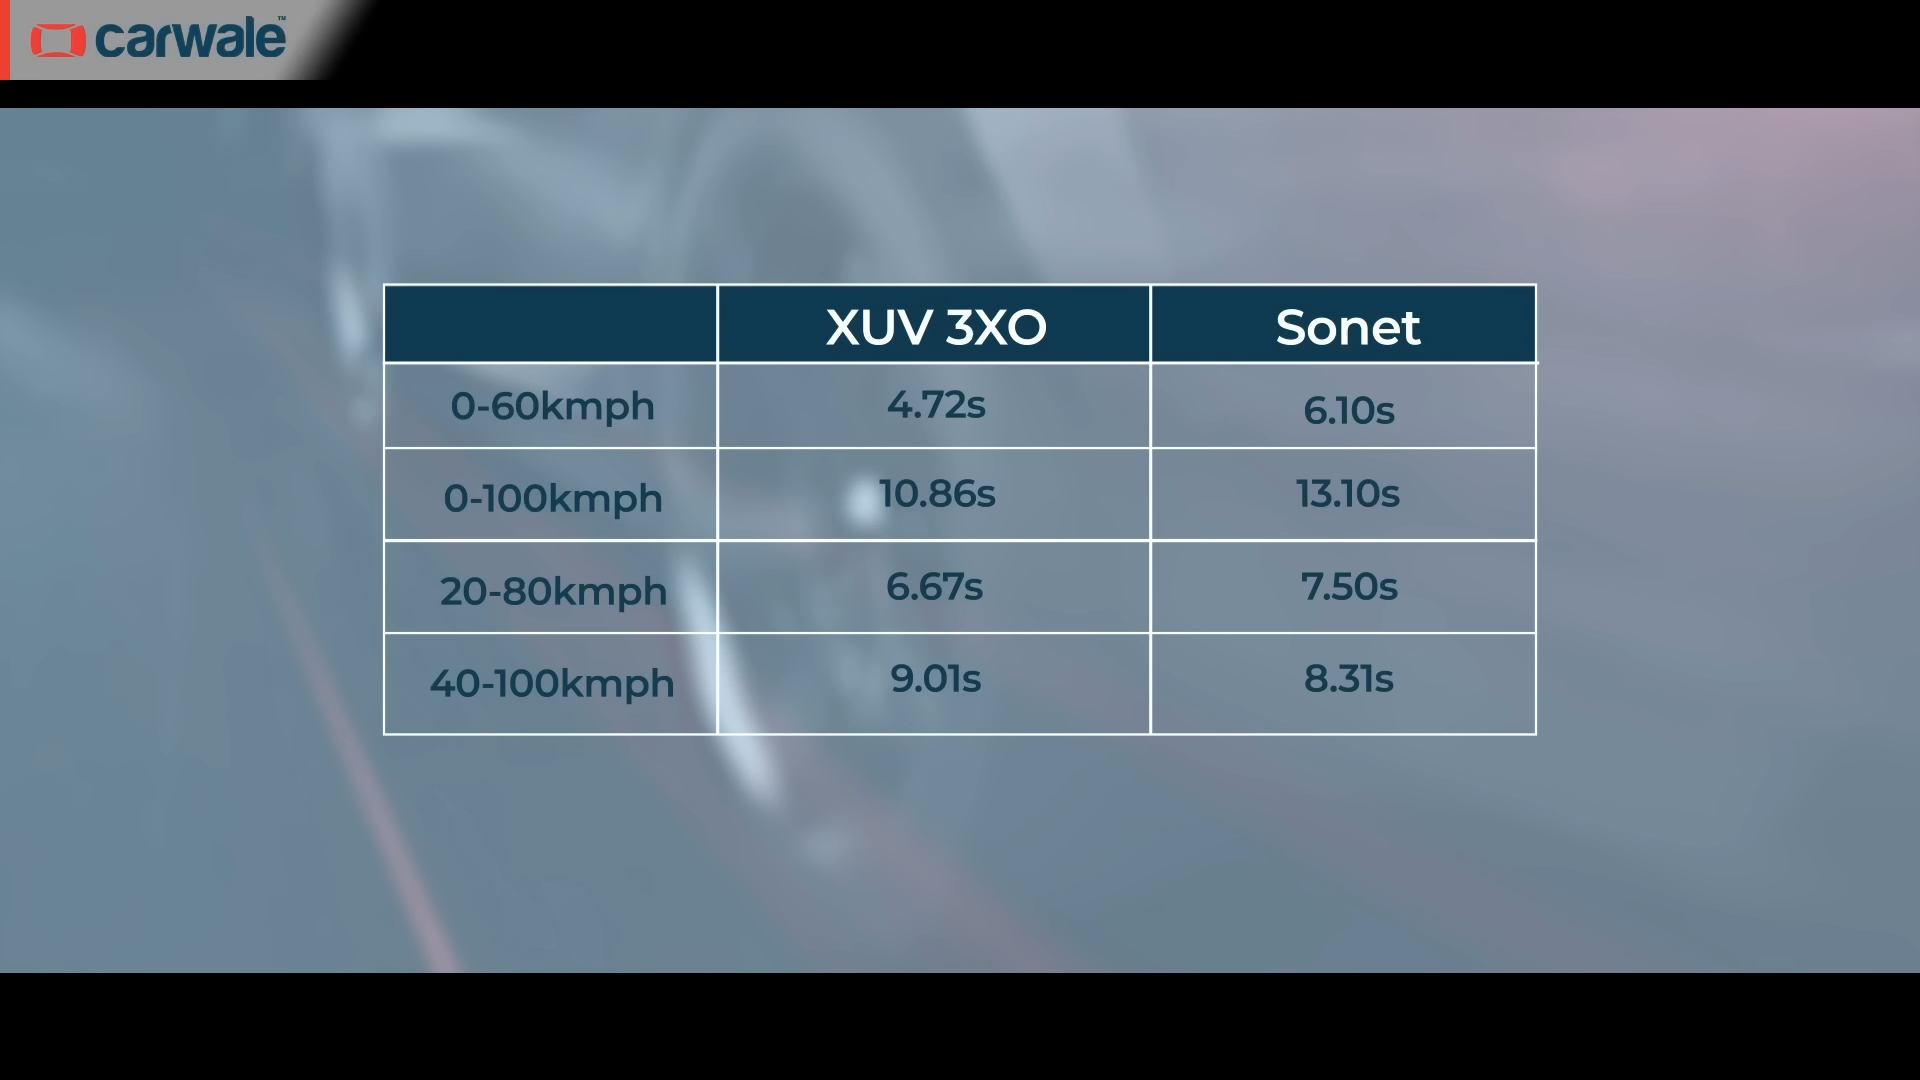 carwale™
XUV 3XO Sonet
0-60kmph 4.72s 6.10s
0-100kmph 10.86s 13.10s
20-80kmph 6.67s 7.50s
40-100kmph 9.01s 8.31s